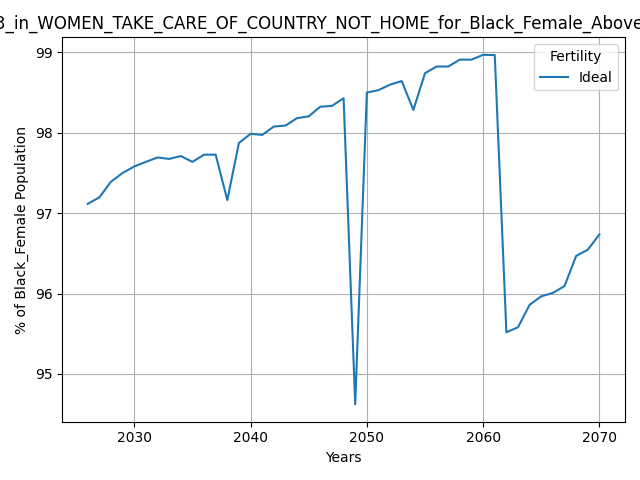 3_in_WOMEN_TAKE_CARE_OF_COUNTRY_NOT_HOME_for_Black_Female_Above
Fertility
Ideal
% of Black_Female Population
99
98
97
96
95
2030 2040 2050 2060 2070
Years